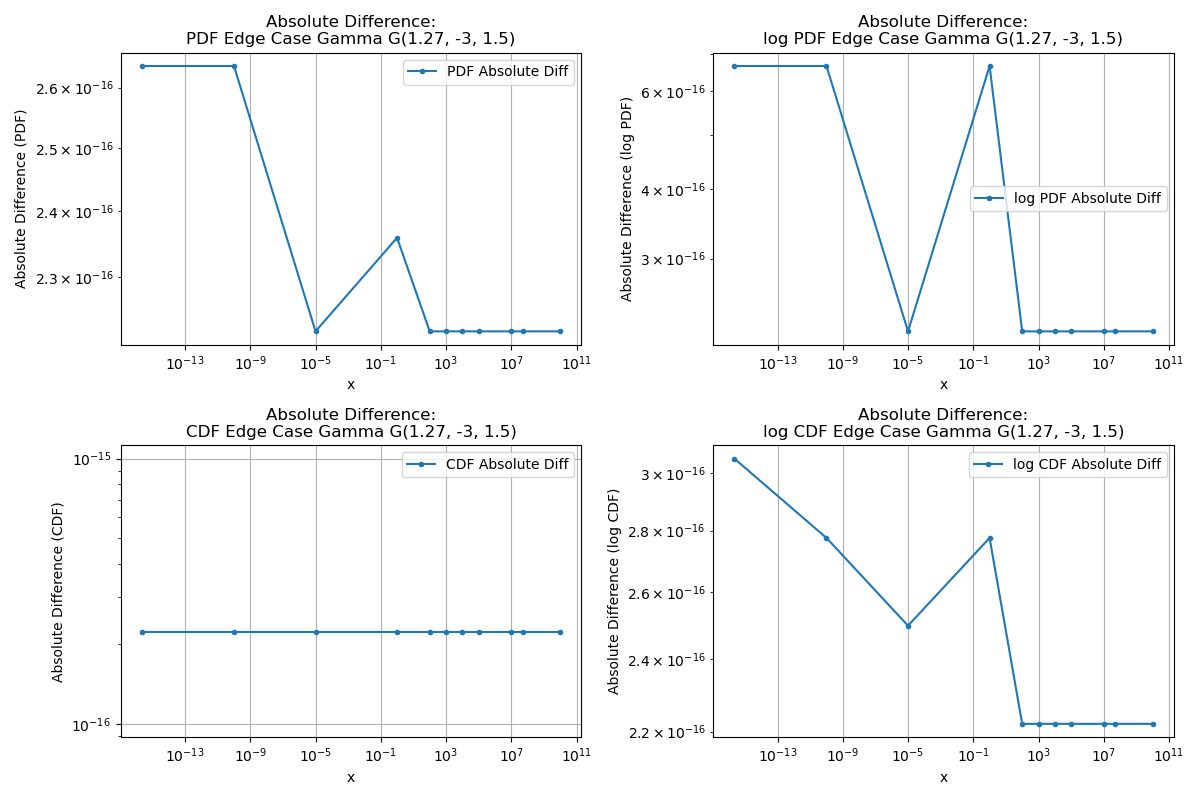 Absolute Difference:
PDF Edge Case Gamma G(1.27, -3, 1.5)
Absolute Difference (PDF)
2.6 × 10⁻¹⁶
2.5 × 10⁻¹⁶
2.4 × 10⁻¹⁶
2.3 × 10⁻¹⁶
PDF Absolute Diff
10⁻¹³ 10⁻⁹ 10⁻⁵ 10⁻¹ 10³ 10⁷ 10¹¹
x
Absolute Difference:
log PDF Edge Case Gamma G(1.27, -3, 1.5)
Absolute Difference (log PDF)
6 × 10⁻¹⁶
4 × 10⁻¹⁶
3 × 10⁻¹⁶
log PDF Absolute Diff
10⁻¹³ 10⁻⁹ 10⁻⁵ 10⁻¹ 10³ 10⁷ 10¹¹
x
Absolute Difference:
CDF Edge Case Gamma G(1.27, -3, 1.5)
Absolute Difference (CDF)
10⁻¹⁵
10⁻¹⁶
CDF Absolute Diff
10⁻¹³ 10⁻⁹ 10⁻⁵ 10⁻¹ 10³ 10⁷ 10¹¹
x
Absolute Difference:
log CDF Edge Case Gamma G(1.27, -3, 1.5)
Absolute Difference (log CDF)
3 × 10⁻¹⁶
2.8 × 10⁻¹⁶
2.6 × 10⁻¹⁶
2.4 × 10⁻¹⁶
2.2 × 10⁻¹⁶
log CDF Absolute Diff
10⁻¹³ 10⁻⁹ 10⁻⁵ 10⁻¹ 10³ 10⁷ 10¹¹
x